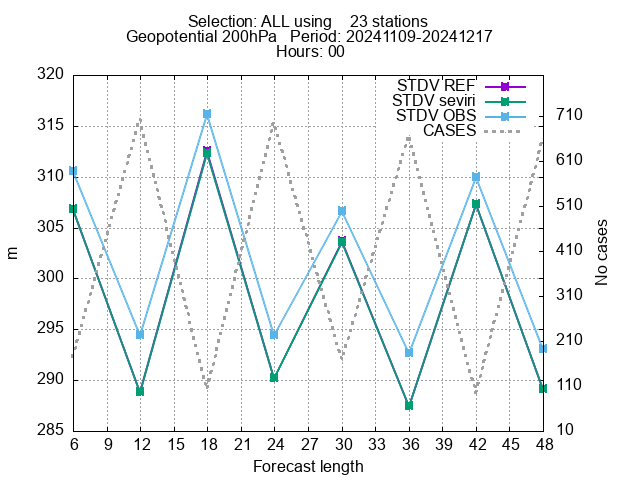 Selection: ALL using    23 stations
Geopotential 200hPa   Period: 20241109-20241217
Hours: 00
STDV REF
STDV seviri
STDV OBS
CASES
320
315
310
305
300
295
290
285
710
610
510
410
310
210
110
10
m
No cases
6 9 12 15 18 21 24 27 30 33 36 39 42 45 48
Forecast length